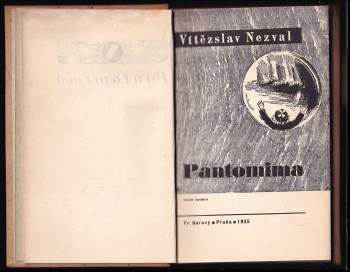 Vítězslav Nezval
Pantomima
Fr. Borový • Praha • 1935